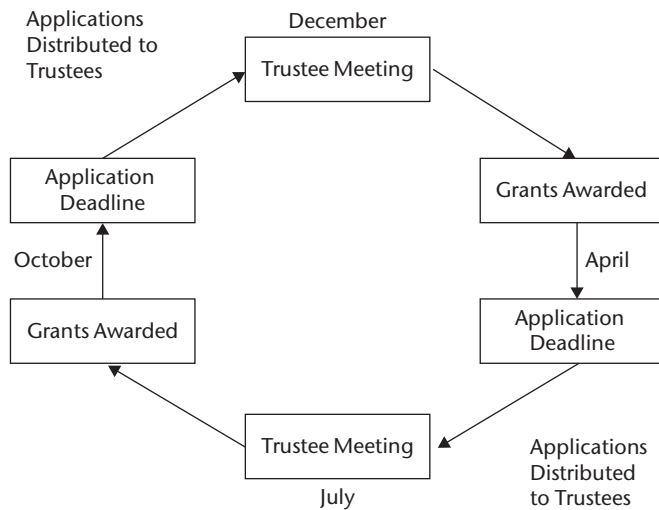 Applications
Distributed to
Trustees
December
Trustee Meeting
Application
Deadline
Grants Awarded
October
April
Grants Awarded
Application
Deadline
Trustee Meeting
July
Applications
Distributed
to Trustees